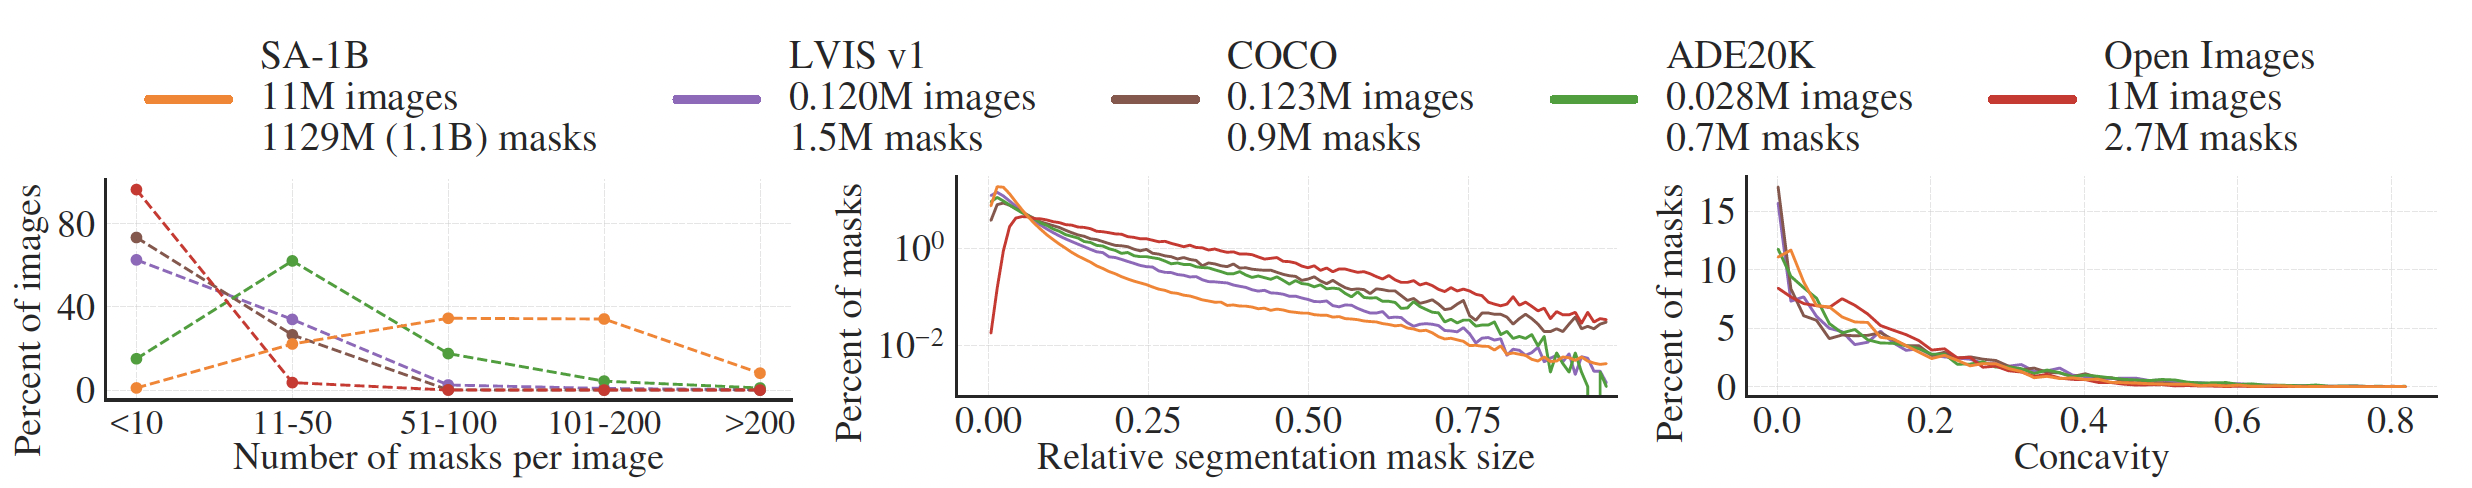 SA-1B
11M images
1129M (1.1B) masks
LVIS v1
0.120M images
1.5M masks
COCO
0.123M images
0.9M masks
ADE20K
0.028M images
0.7M masks
Open Images
1M images
2.7M masks
Percent of images
80
40
0
<10 11-50 51-100 101-200 >200
Number of masks per image
Percent of masks
10⁰
10⁻²
0.00 0.25 0.50 0.75
Relative segmentation mask size
Percent of masks
15
10
5
0
0.0 0.2 0.4 0.6 0.8
Concavity